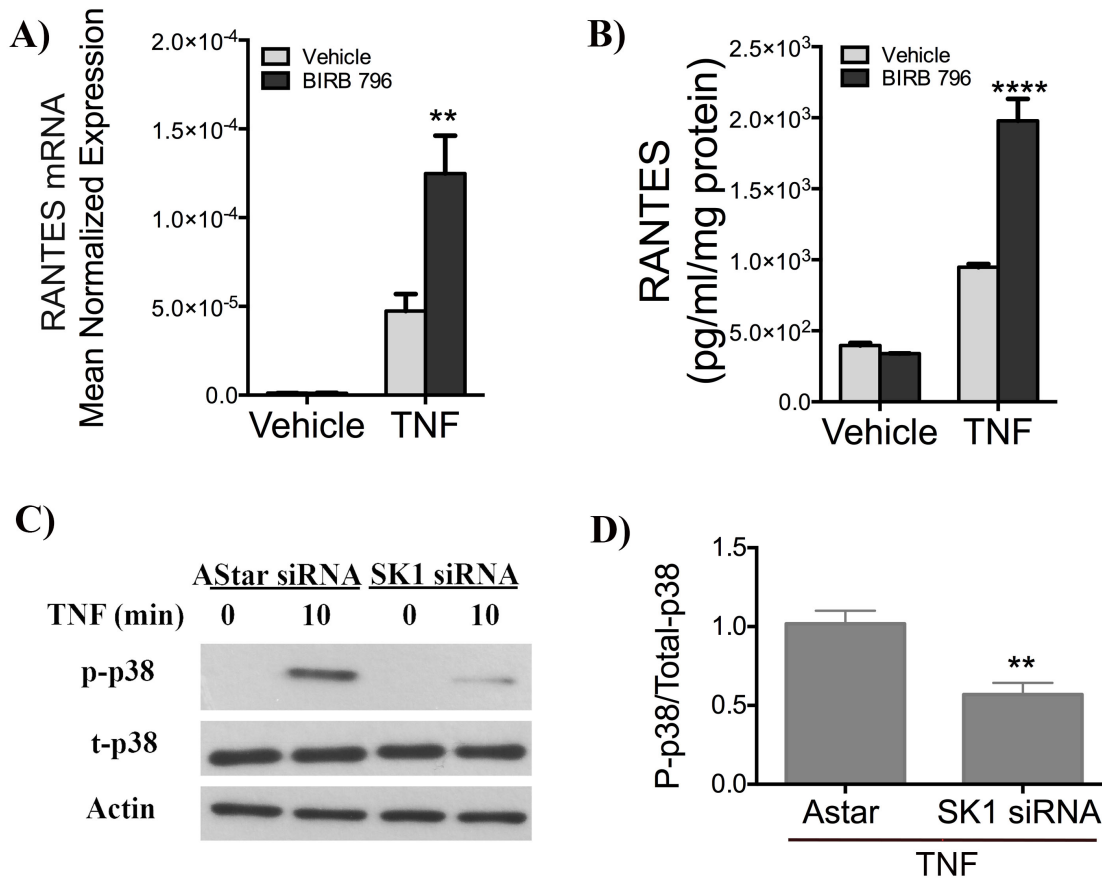 A)
RANTES mRNA
Mean Normalized Expression
2.0×10-4
1.5×10-4
1.0×10-4
5.0×10-5
0.0
Vehicle
BIRB 796
**
Vehicle TNF
B)
RANTES
(pg/ml/mg protein)
2.5×103
2.0×103
1.5×103
1.0×103
5.0×102
0.0
Vehicle
BIRB 796
****
Vehicle TNF
C)
AStar siRNA SK1 siRNA
TNF (min) 0 10 0 10
p-p38
t-p38
Actin
D)
P-p38/Total-p38
1.5
1.0
0.5
0.0
**
Astar SK1 siRNA
TNF